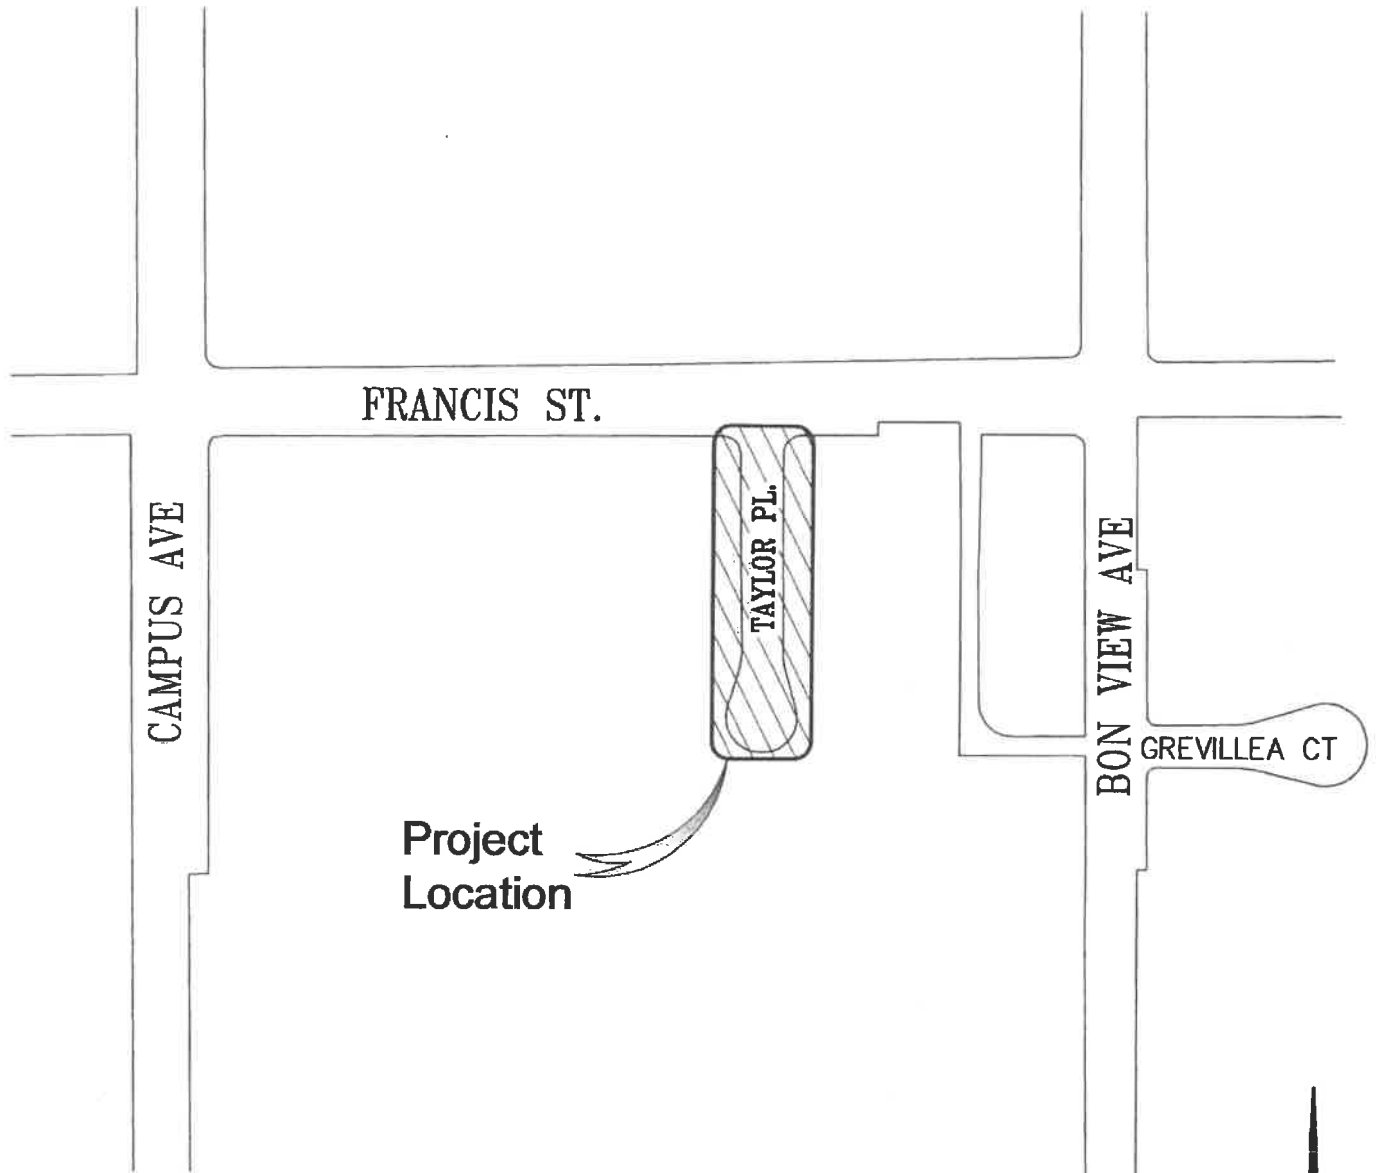 FRANCIS ST.
CAMPUS AVE
TAYLOR PL.
BON VIEW AVE
GREVILLEA CT
Project
Location